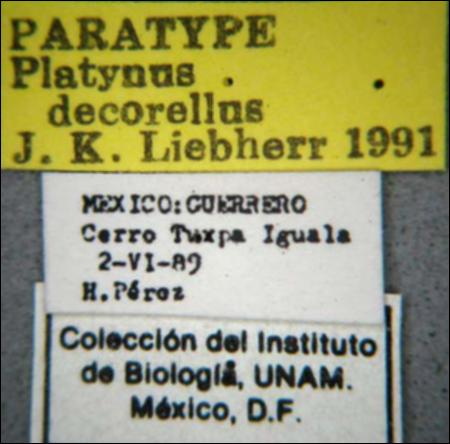 PARATYPE
Platynus
decorellus
J. K. Liebherr 1991
MEXICO: GUERRERO
Cerro Tuxpa Iguala
2-VI-89
H. Pérez
Colección del Instituto
de Biología, UNAM.
México, D.F.